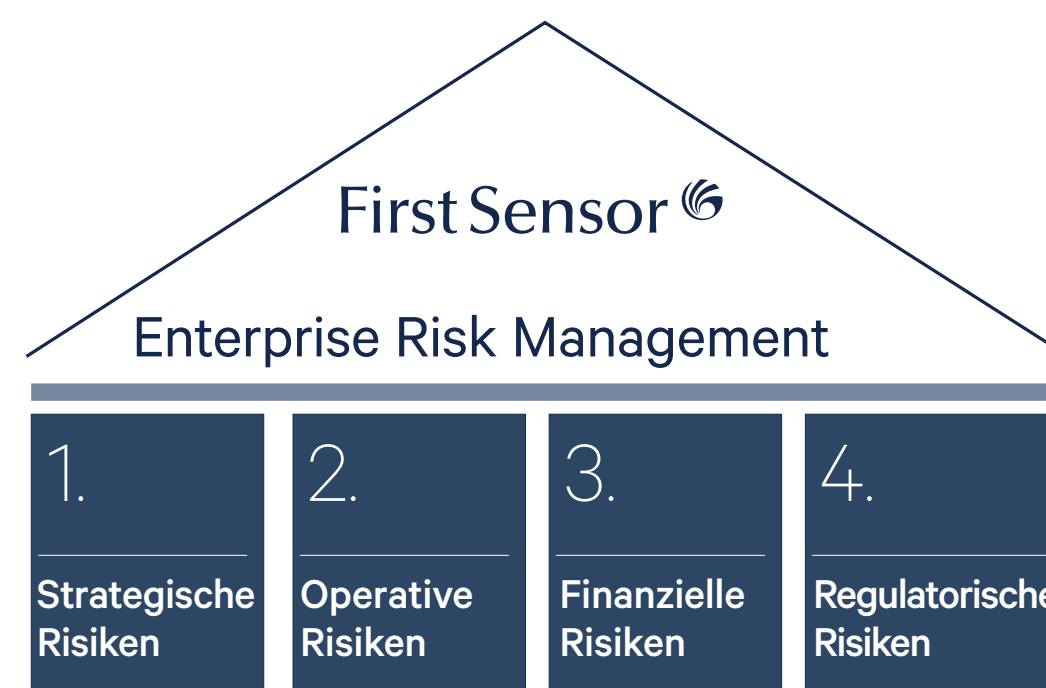 First Sensor
Enterprise Risk Management
1.
2.
3.
4.
Strategische
Risiken
Operative
Risiken
Finanzielle
Risiken
Regulatorische
Risiken